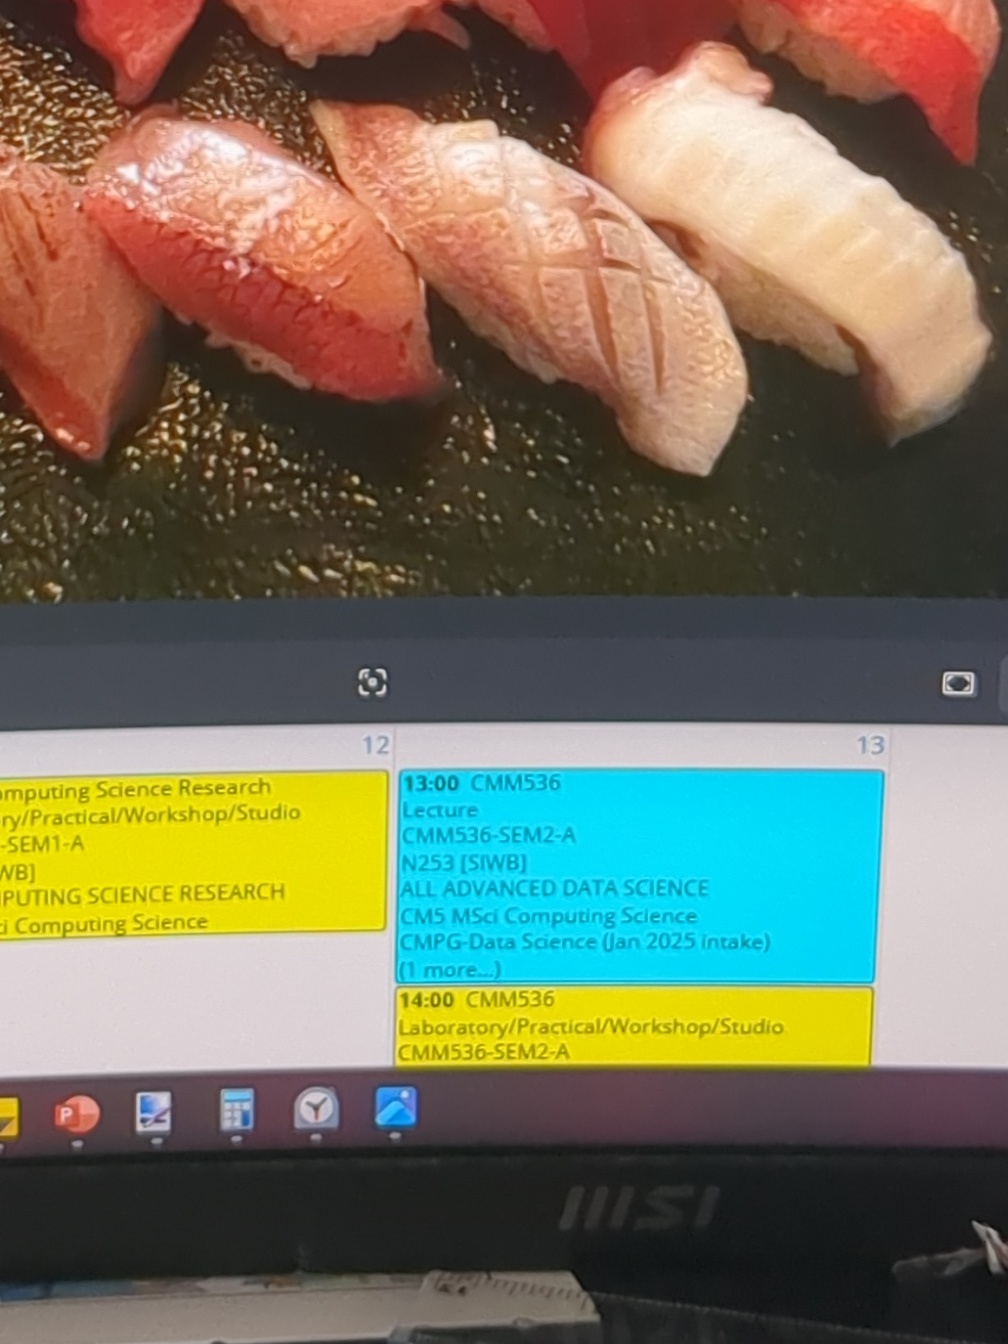 12
13
omputing Science Research
ry/Practical/Workshop/Studio
-SEM1-A
WB]
PUTING SCIENCE RESEARCH
i Computing Science
13:00 CMM536
Lecture
CMM536-SEM2-A
N253 [SIWB]
ALL ADVANCED DATA SCIENCE
CM5 MSci Computing Science
CMPG-Data Science (Jan 2025 Intake)
(1 more...)
14:00 CMM536
Laboratory/Practical/Workshop/Studio
CMM536-SEM2-A
P
msi